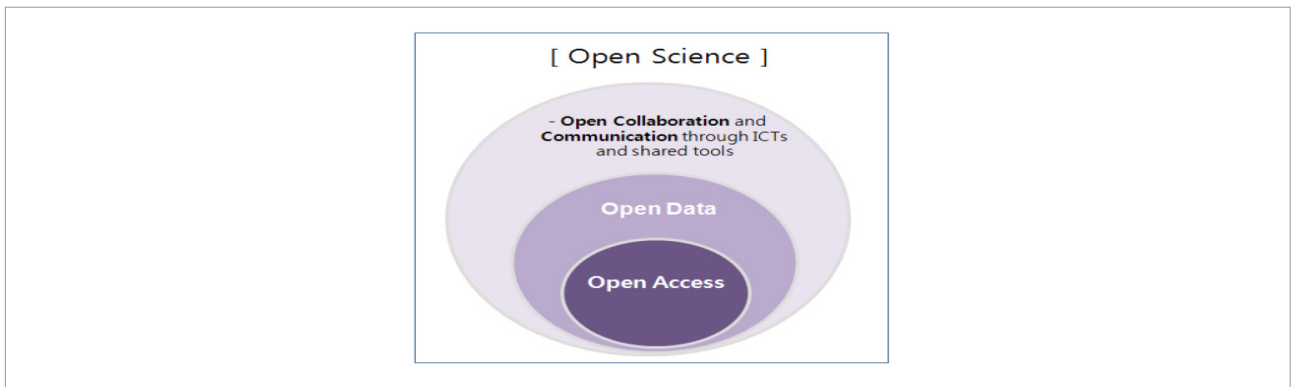 [ Open Science ]
- Open Collaboration and
Communication through ICTs
and shared tools
Open Data
Open Access